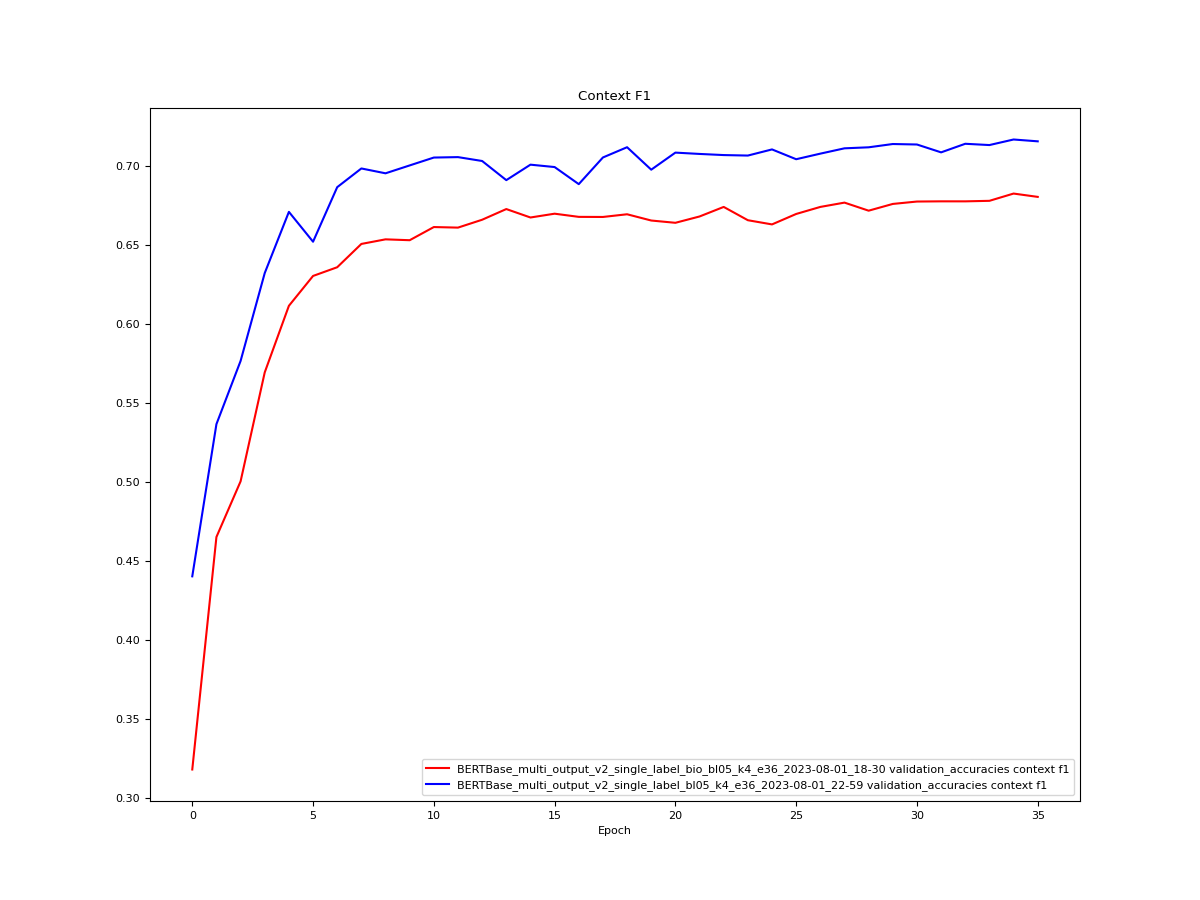 Context F1
0.70
0.65
0.60
0.55
0.50
0.45
0.40
0.35
0.30
BERTBase_multi_output_v2_single_label_bio_bl05_k4_e36_2023-08-01_18-30 validation_accuracies context f1
BERTBase_multi_output_v2_single_label_bl05_k4_e36_2023-08-01_22-59 validation_accuracies context f1
0 5 10 15 20 25 30 35
Epoch